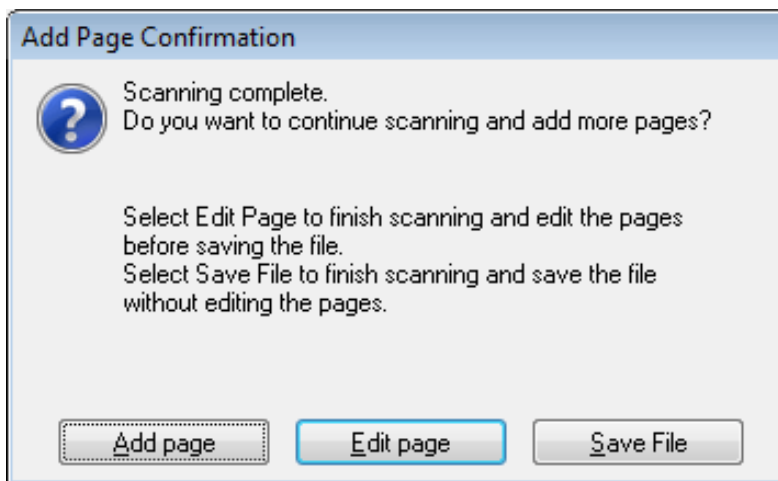 Add Page Confirmation
Scanning complete.
Do you want to continue scanning and add more pages?
Select Edit Page to finish scanning and edit the pages
before saving the file.
Select Save File to finish scanning and save the file
without editing the pages.
Add page Edit page Save File